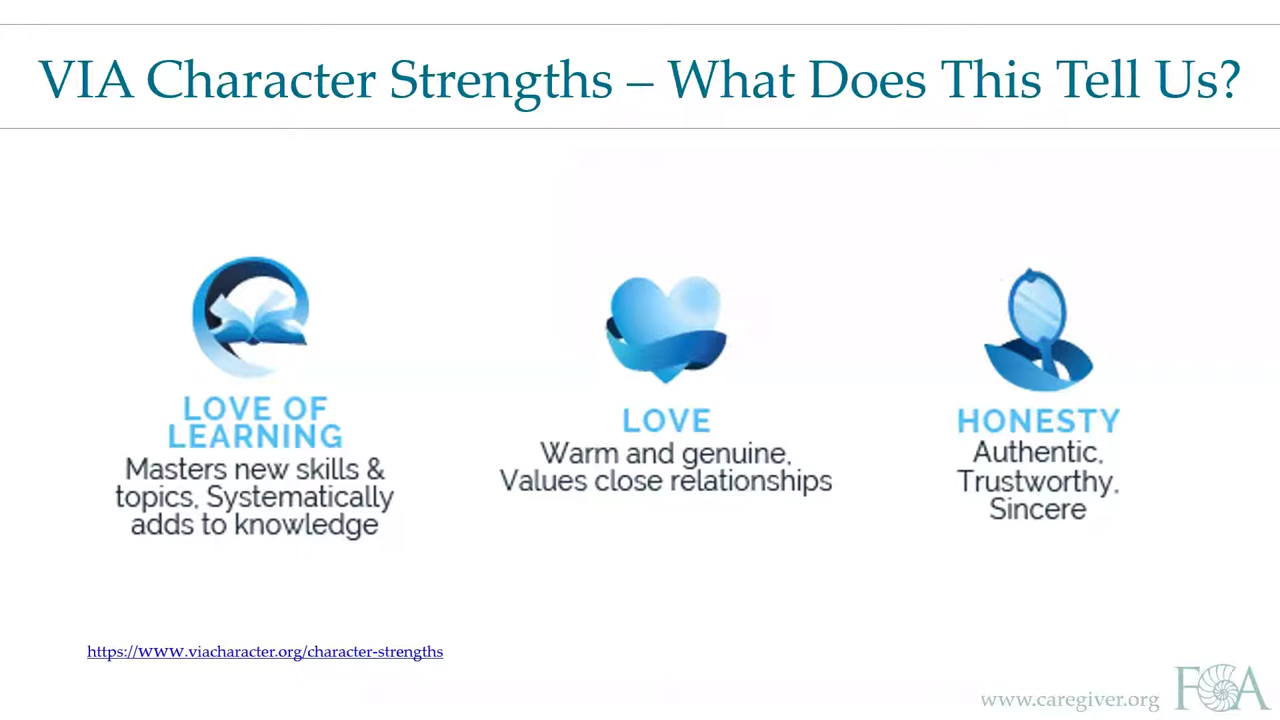 VIA Character Strengths – What Does This Tell Us?
LOVE OF
LEARNING
Masters new skills &
topics, Systematically
adds to knowledge
LOVE
Warm and genuine,
Values close relationships
HONESTY
Authentic,
Trustworthy,
Sincere
https://www.viacharacter.org/character-strengths
www.caregiver.org
FCA